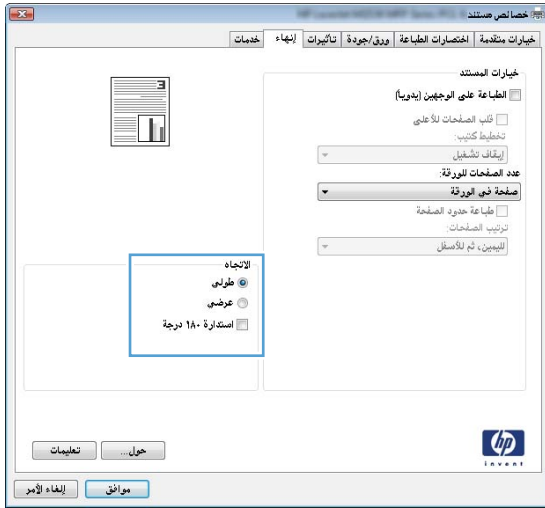 خصائص مستند
خيارات متقدمة
اختصارات الطباعة
ورق/جودة
تأثيرات
إنهاء
خدمات
خيارات المستند
الطباعة على الوجهين (يدوياً)
قلب الصفحات للأعلى
تخطيط كتيب:
إيقاف تشغيل
عدد الصفحات للورقة:
صفحة في الورقة
طباعة حدود الصفحة
ترتيب الصفحات:
لليمين، ثم للأسفل
الاتجاه
طولي
عرضي
استدارة ١٨٠ درجة
hp
invent
حول...
تعليمات
موافق
إلغاء الأمر